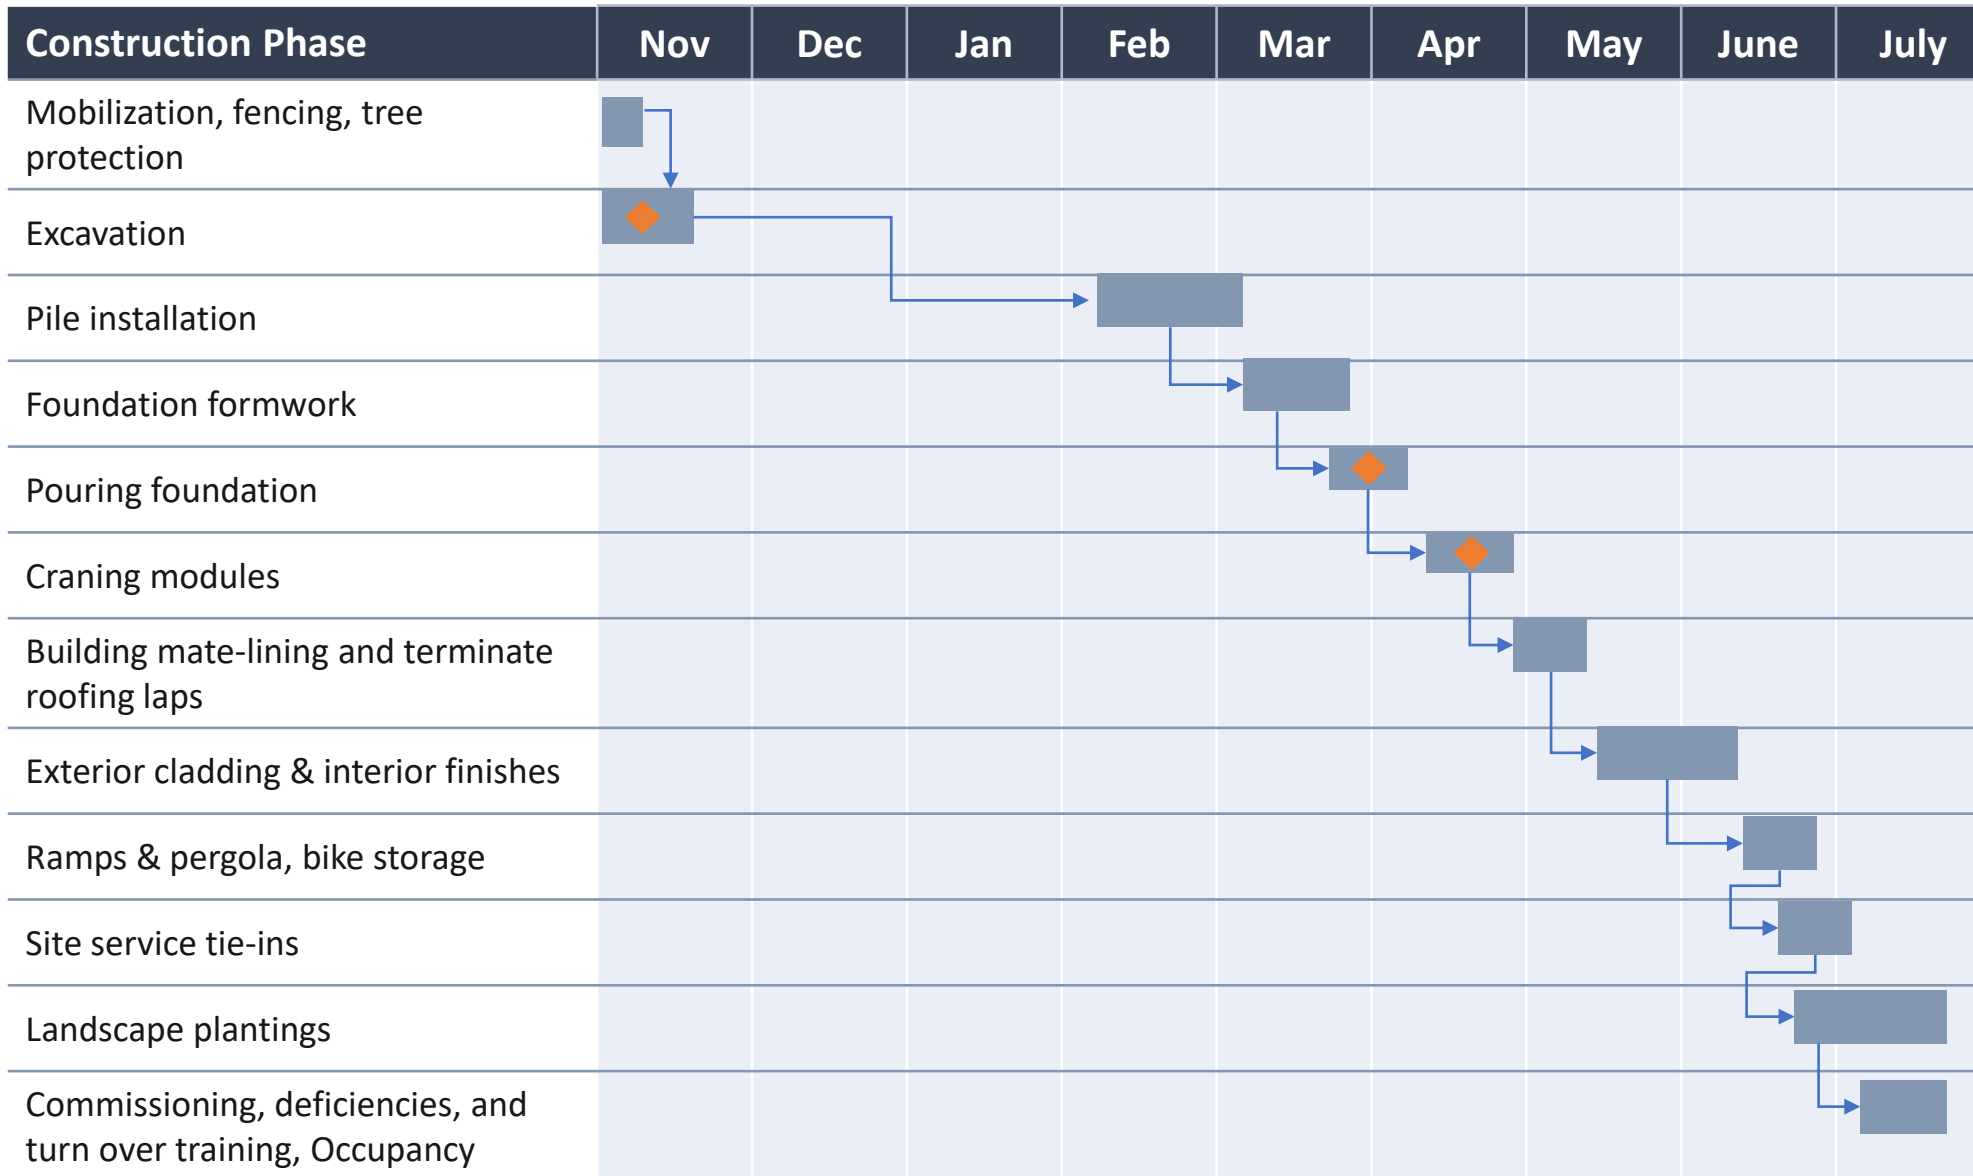 Construction Phase Nov Dec Jan Feb Mar Apr May June July
Mobilization, fencing, tree
protection
Excavation
Pile installation
Foundation formwork
Pouring foundation
Craning modules
Building mate-lining and terminate
roofing laps
Exterior cladding & interior finishes
Ramps & pergola, bike storage
Site service tie-ins
Landscape plantings
Commissioning, deficiencies, and
turn over training, Occupancy